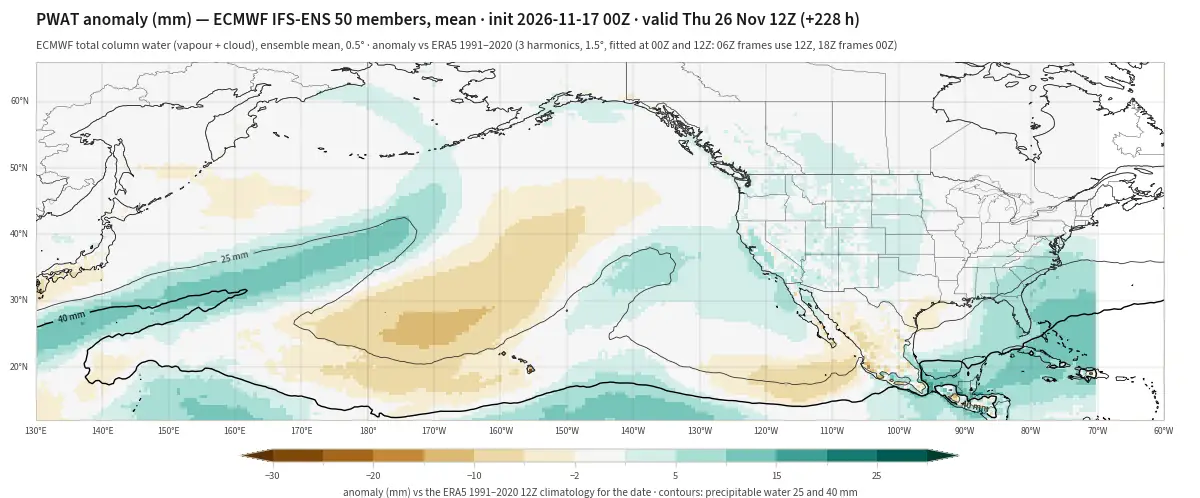 PWAT anomaly (mm) — ECMWF IFS-ENS 50 members, mean · init 2026-11-17 00Z · valid Thu 26 Nov 12Z (+228 h)
ECMWF total column water (vapour + cloud), ensemble mean, 0.5° · anomaly vs ERA5 1991–2020 (3 harmonics, 1.5°, fitted at 00Z and 12Z: 06Z frames use 12Z, 18Z frames 00Z)
60°N
50°N
40°N
30°N
20°N
25 mm
40 mm
40 mm
130°E 140°E 150°E 160°E 170°E 180° 170°W 160°W 150°W 140°W 130°W 120°W 110°W 100°W 90°W 80°W 70°W 60°W
−30 −20 −10 −2 5 15 25
anomaly (mm) vs the ERA5 1991–2020 12Z climatology for the date · contours: precipitable water 25 and 40 mm